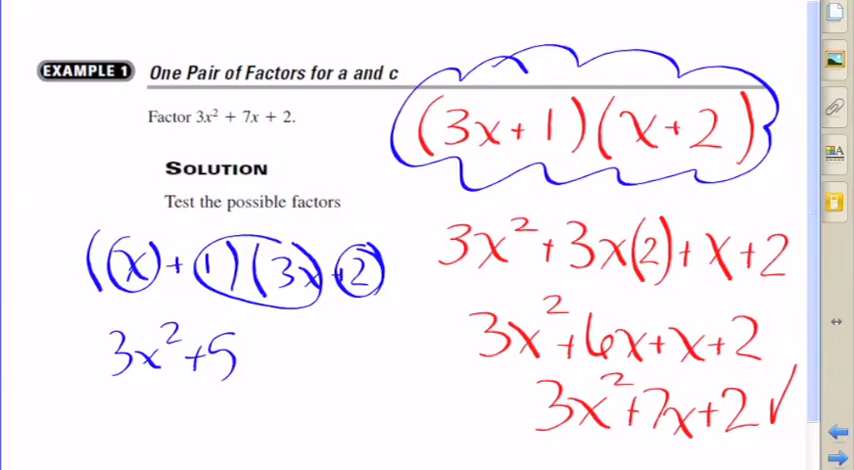 EXAMPLE 1 One Pair of Factors for a and c
Factor 3x² + 7x + 2.
SOLUTION
Test the possible factors
(x+1)(3x+2)
3x²+5
(3x+1)(x+2)
3x²+3x(2)+x+2
3x²+6x+x+2
3x²+7x+2✓